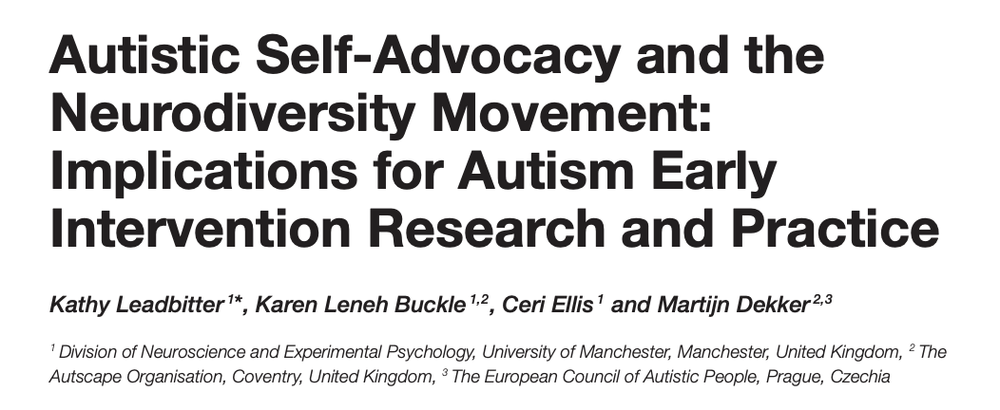 Autistic Self-Advocacy and the
Neurodiversity Movement:
Implications for Autism Early
Intervention Research and Practice
Kathy Leadbitter 1*, Karen Leneh Buckle 1,2, Ceri Ellis 1 and Martijn Dekker 2,3
1 Division of Neuroscience and Experimental Psychology, University of Manchester, Manchester, United Kingdom, 2 The
Autscape Organisation, Coventry, United Kingdom, 3 The European Council of Autistic People, Prague, Czechia